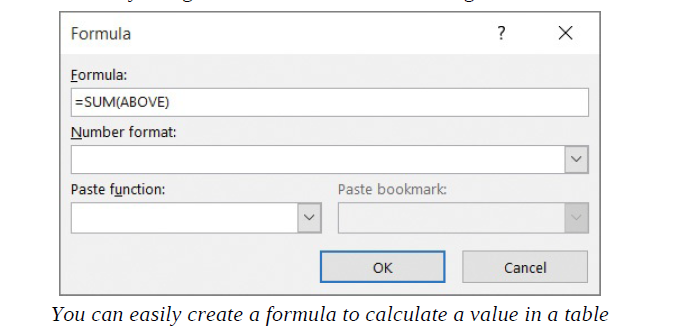 Formula ? ×
Formula:
=SUM(ABOVE)
Number format:
Paste function: Paste bookmark:
OK Cancel
You can easily create a formula to calculate a value in a table